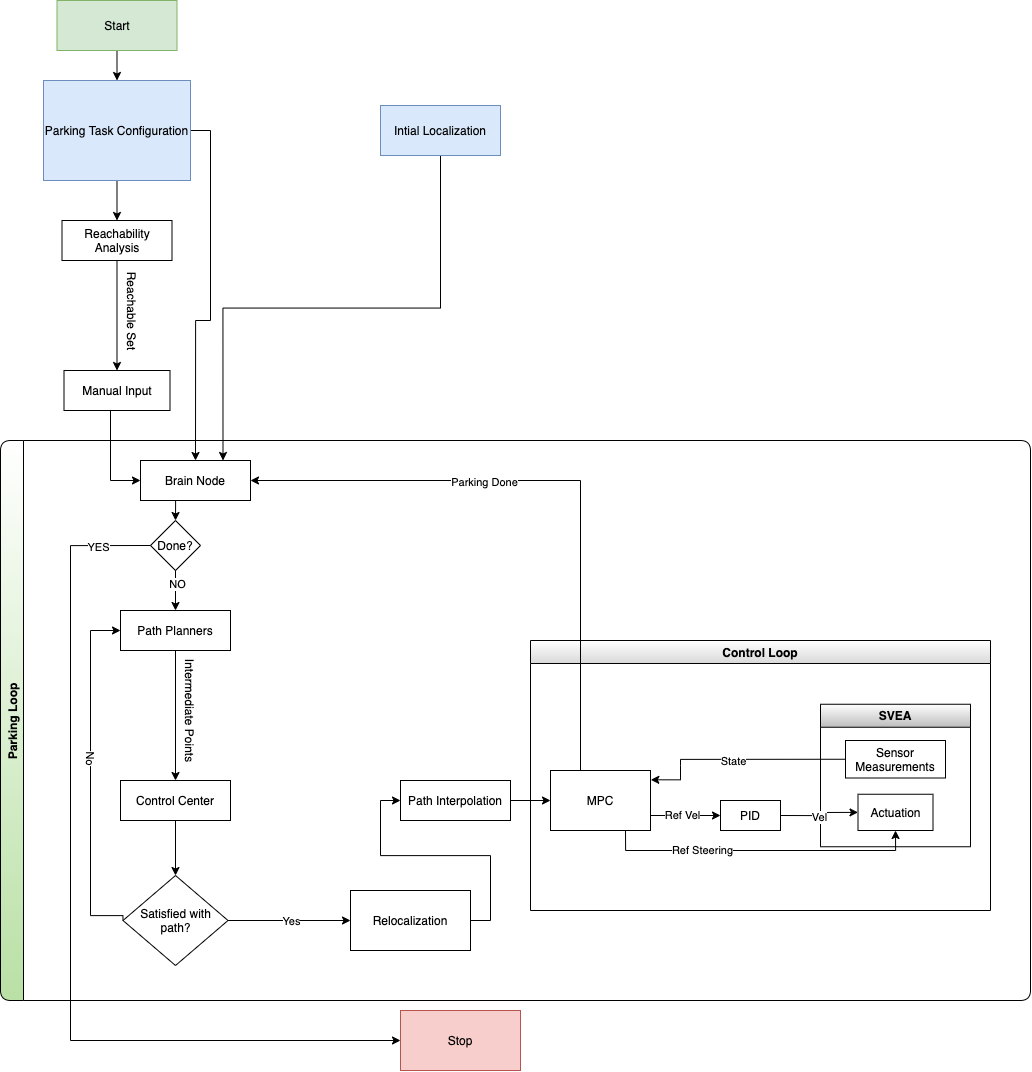 Start
Parking Task Configuration
Intial Localization
Reachability
Analysis
Reachable Set
Manual Input
Parking Loop
Brain Node
Parking Done
Done?
YES
NO
Path Planners
Intermediate Points
No
Control Center
Satisfied with
path?
Yes
Relocalization
Path Interpolation
Control Loop
SVEA
Sensor
Measurements
State
MPC
Ref Vel
PID
Vel
Actuation
Ref Steering
Stop